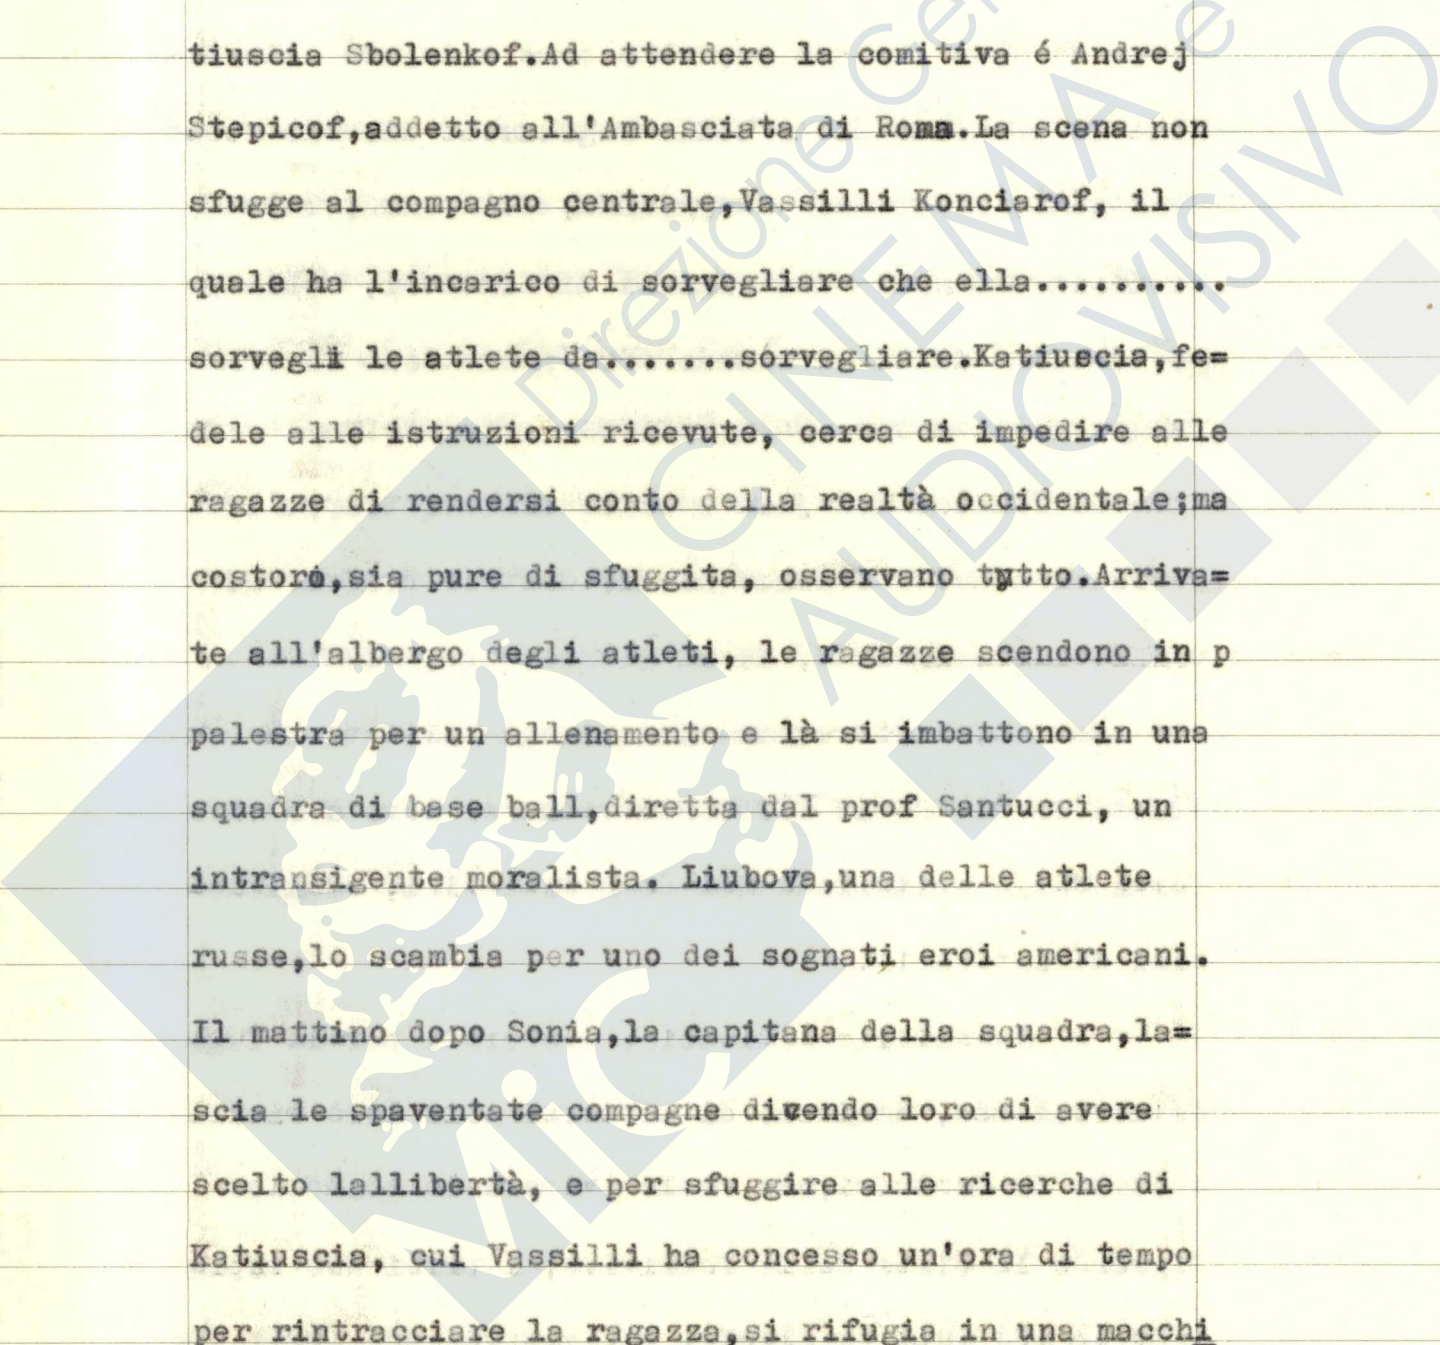 tiuscia Sbolenkof.Ad attendere la comitiva é Andrej
Stepicof,addetto all'Ambasciata di Roma.La scena non
sfugge al compagno centrale,Vassilli Konciarof, il
quale ha l'incarico di sorvegliare che ella..........
sorvegli le atlete da.......sorvegliare.Katiuscia,fe=
dele alle istruzioni ricevute, cerca di impedire alle
ragazze di rendersi conto della realtà occidentale;ma
costoro,sia pure di sfuggita, osservano tutto.Arriva=
te all'albergo degli atleti, le ragazze scendono in p
palestra per un allenamento e là si imbattono in una
squadra di base ball,diretta dal prof Santucci, un
intransigente moralista. Liubova,una delle atlete
russe,lo scambia per uno dei sognati eroi americani.
Il mattino dopo Sonia,la capitana della squadra,la=
scia le spaventate compagne dicendo loro di avere
scelto lallibertà, e per sfuggire alle ricerche di
Katiuscia, cui Vassilli ha concesso un'ora di tempo
per rintracciare la ragazza,si rifugia in una macchi
Direzione
CINEMA e
AUDIOVISIVO
MiC